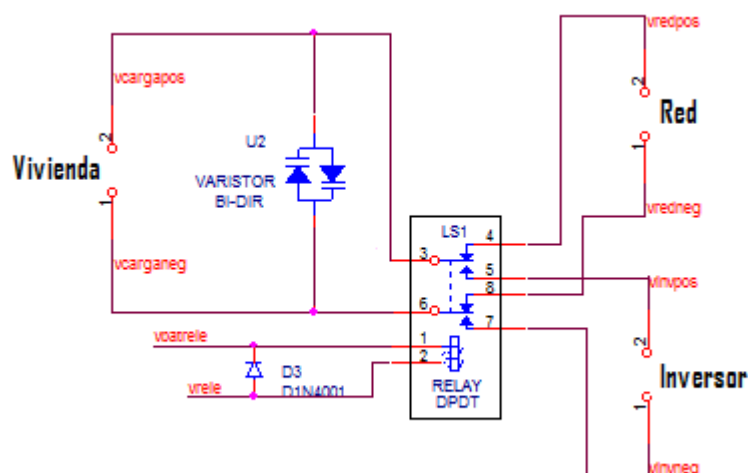 vredpos
vcargapos
2
Red
1
2
U2
Vivienda
VARISTOR
BI-DIR
1
vredneg
LS1
4
vcarganeg
3
5
vinvpos
8
6
7
vbatrele
1
2
2
D3
Inversor
vrele
D1N4001
RELAY
DPDT
1
vinvneg